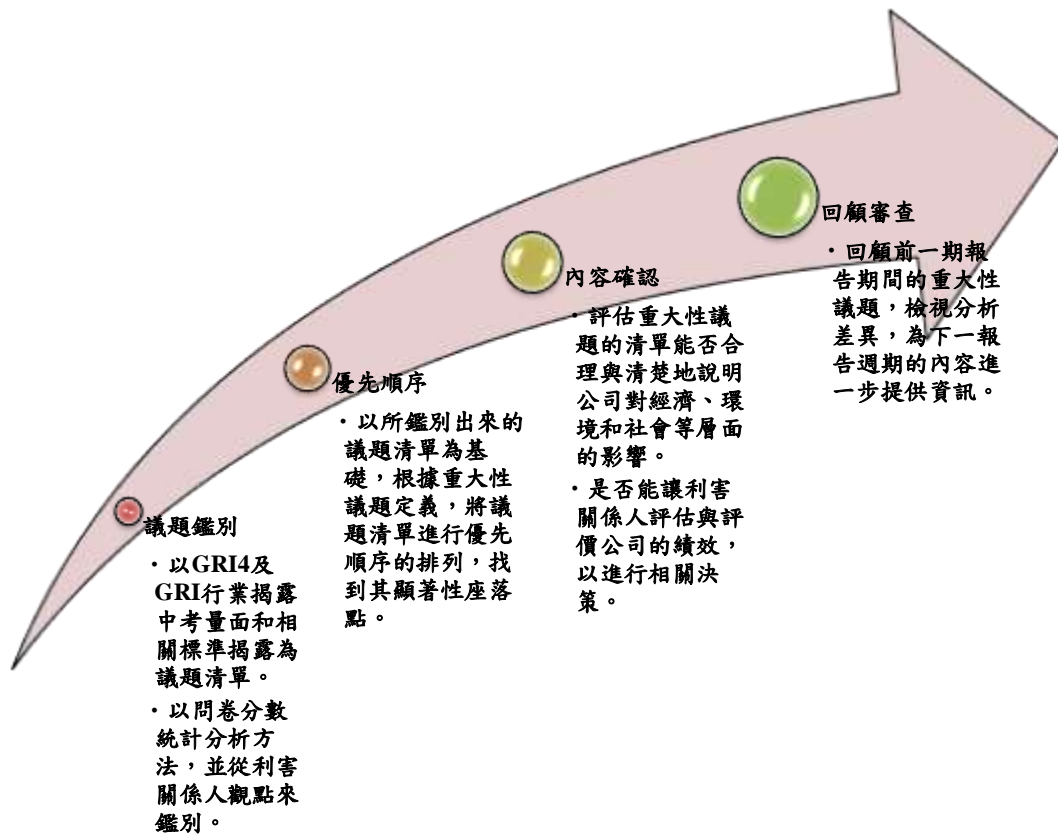 議題鑑別
・以GRI4及
GRI行業揭露
中考量面和相
關標準揭露為
議題清單。
・以問卷分數
統計分析方
法，並從利害
關係人觀點來
鑑別。
優先順序
・以所鑑別出來的
議題清單為基
礎，根據重大性
議題定義，將議
題清單進行優先
順序的排列，找
到其顯著性座落
點。
內容確認
・評估重大性議
題的清單能否合
理與清楚地說明
公司對經濟、環
境和社會等層面
的影響。
・是否能讓利害
關係人評估與評
價公司的績效，
以進行相關決
策。
回顧審查
・回顧前一期報
告期間的重大性
議題，檢視分析
差異，為下一報
告週期的內容進
一步提供資訊。